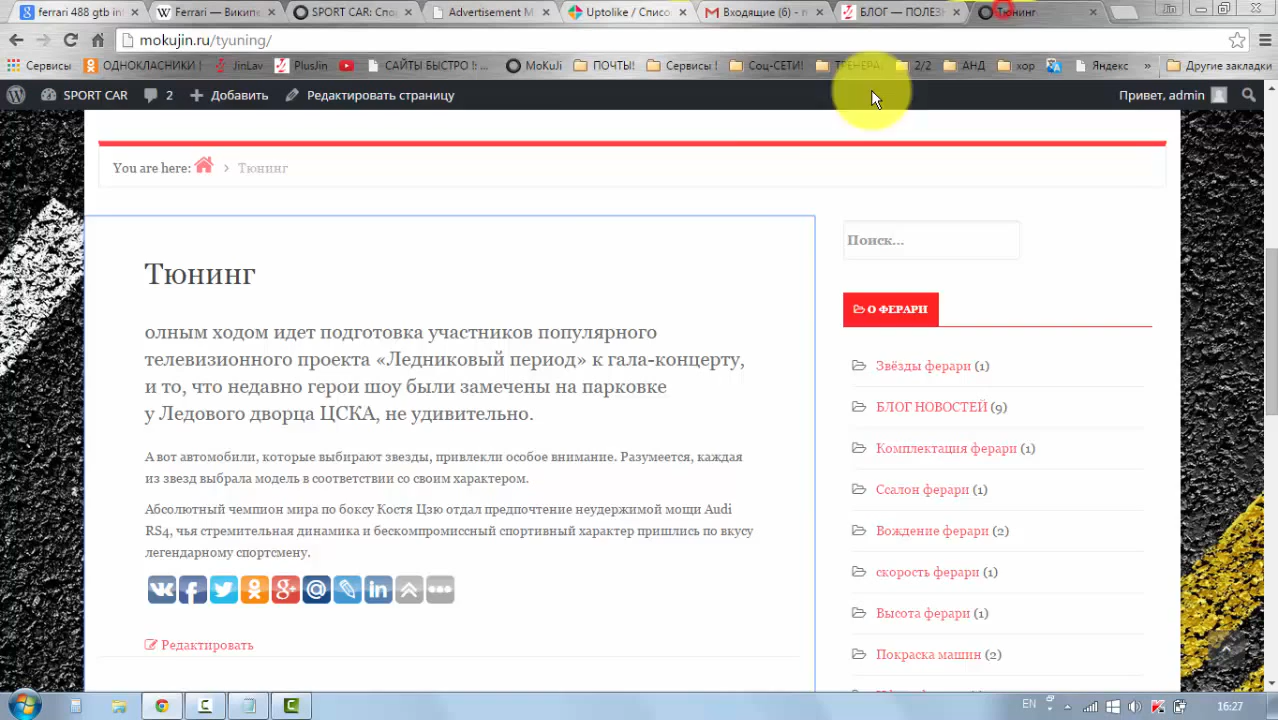 ferrari 488 gtb inte
Ferrari — Википе
SPORT CAR: Спо
Advertisement M
Uptolike / Списо
Входящие (6) - m
БЛОГ — ПОЛЕЗ
Тюнинг
mokujin.ru/tyuning/
Сервисы
ОДНОКЛАСНИКИ
JinLav
PlusJin
САЙТЫ БЫСТРО !: ...
MoKuJi
ПОЧТЫ!
Сервисы !
Соц-СЕТИ!
ТРЕНЕРА
2/2
АНД
хор
Яндекс
»
Другие закладки
SPORT CAR
2
Добавить
Редактировать страницу
Привет, admin
You are here: > Тюнинг
Поиск...
Тюнинг
О ФЕРАРИ
олным ходом идет подготовка участников популярного
телевизионного проекта «Ледниковый период» к гала-концерту,
и то, что недавно герои шоу были замечены на парковке
у Ледового дворца ЦСКА, не удивительно.
А вот автомобили, которые выбирают звезды, привлекли особое внимание. Разумеется, каждая
из звезд выбрала модель в соответствии со своим характером.
Абсолютный чемпион мира по боксу Костя Цзю отдал предпочтение неудержимой мощи Audi
RS4, чья стремительная динамика и бескомпромиссный спортивный характер пришлись по вкусу
легендарному спортсмену.
Редактировать
Звёзды ферари (1)
БЛОГ НОВОСТЕЙ (9)
Комплектация ферари (1)
Ссалон ферари (1)
Вождение ферари (2)
скорость ферари (1)
Высота ферари (1)
Покраска машин (2)
EN
16:27